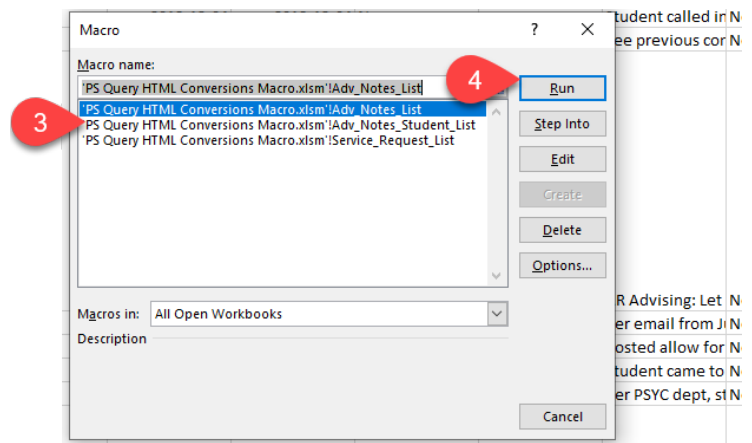 Student called in N
Macro ? X
ee previous cor N
Macro name:
'PS Query HTML Conversions Macro.xlsm'!Adv_Notes_List
4
Run
'PS Query HTML Conversions Macro.xlsm'!Adv_Notes_List
3
'PS Query HTML Conversions Macro.xlsm'!Adv_Notes_Student_List
Step Into
'PS Query HTML Conversions Macro.xlsm'!Service_Request_List
Edit
Create
Delete
Options...
R Advising: Let N
Macros in: All Open Workbooks
er email from Ju N
Description
osted allow for N
tudent came to N
er PSYC dept, st N
Cancel